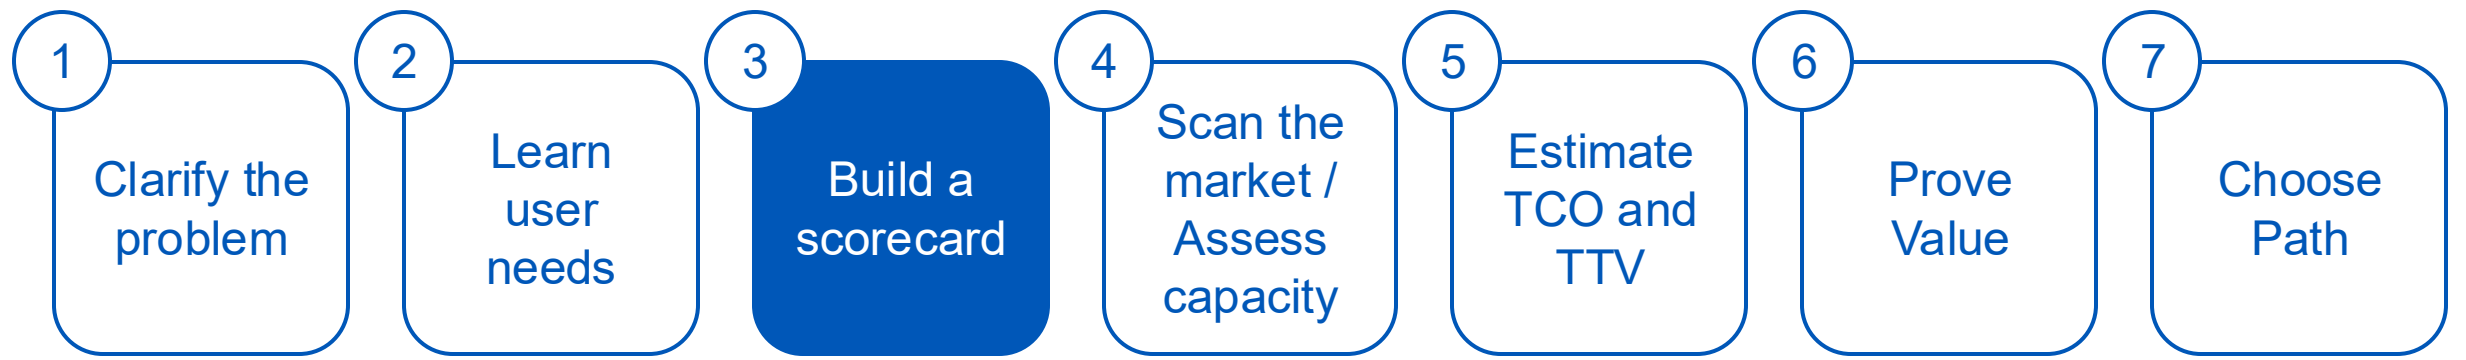 1
Clarify the
problem
2
Learn
user
needs
3
Build a
scorecard
4
Scan the
market /
Assess
capacity
5
Estimate
TCO and
TTV
6
Prove
Value
7
Choose
Path